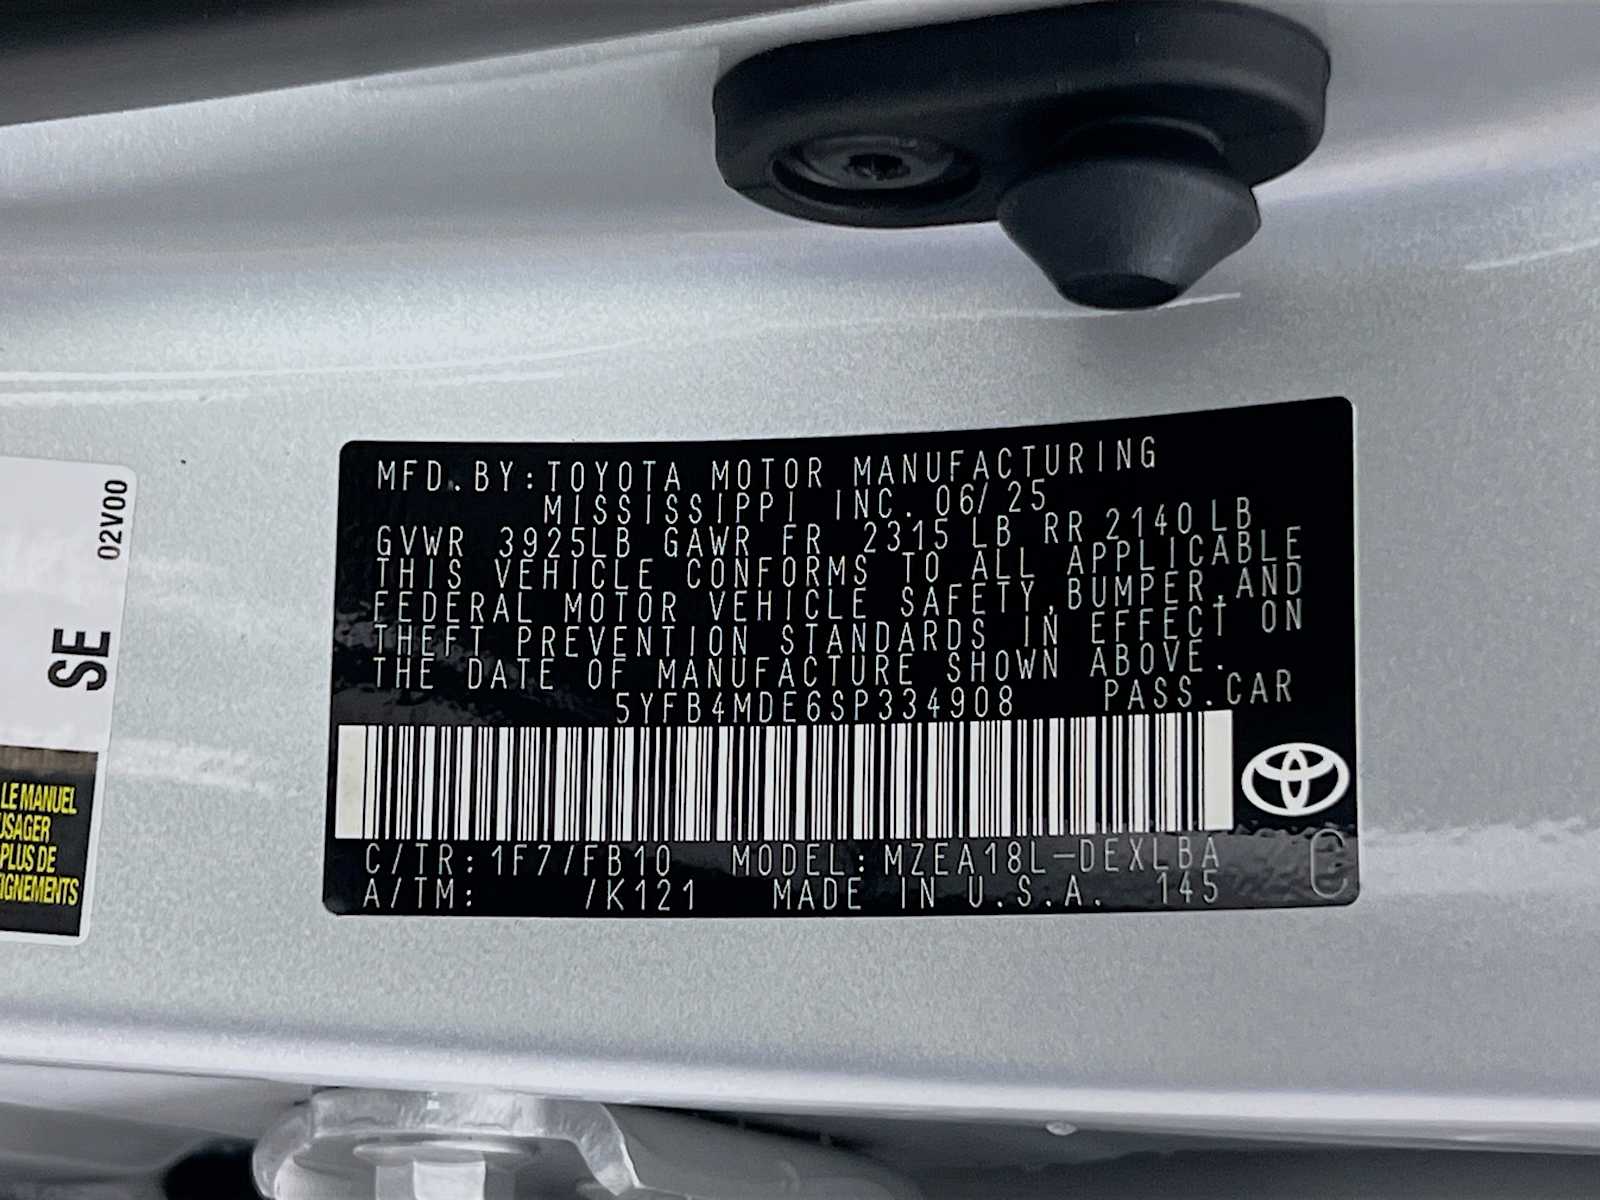 MFD.BY:TOYOTA MOTOR MANUFACTURING
MISSISSIPPI INC. 06/25
GVWR 3925LB GAWR FR 2315 LB RR 2140 LB
THIS VEHICLE CONFORMS TO ALL APPLICABLE
FEDERAL MOTOR VEHICLE SAFETY,BUMPER,AND
THEFT PREVENTION STANDARDS IN EFFECT ON
THE DATE OF MANUFACTURE SHOWN ABOVE.
5YFB4MDE6SP334908 PASS.CAR
C/TR:1F7/FB10 MODEL:MZEA18L-DEXLBA
A/TM: /K121 MADE IN U.S.A. 145
C
02V00
SE
LE MANUEL
USAGER
PLUS DE
EIGNEMENTS